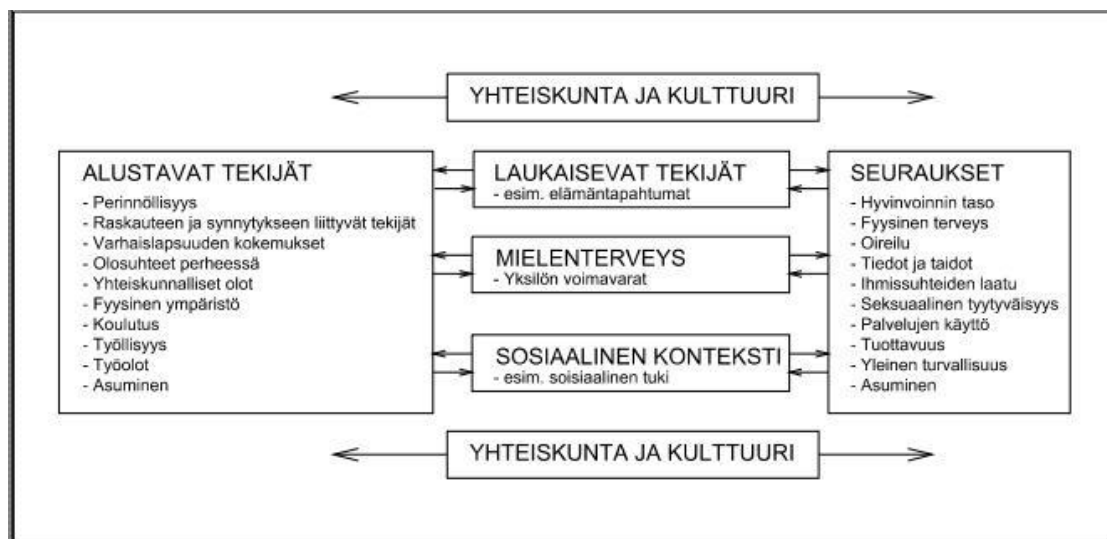 YHTEISKUNTA JA KULTTUURI
ALUSTAVAT TEKIJÄT
- Perinnöllisyys
- Raskauteen ja synnytykseen liittyvät tekijät
- Varhaislapsuuden kokemukset
- Olosuhteet perheessä
- Yhteiskunnalliset olot
- Fyysinen ympäristö
- Koulutus
- Työllisyys
- Työolot
- Asuminen
LAUKAISEVAT TEKIJÄT
- esim. elämäntapahtumat
MIELENTERVEYS
- Yksilön voimavarat
SOSIAALINEN KONTEKSTI
- esim. soisiaalinen tuki
SEURAUKSET
- Hyvinvoinnin taso
- Fyysinen terveys
- Oireilu
- Tiedot ja taidot
- Ihmissuhteiden laatu
- Seksuaalinen tyytyväisyys
- Palvelujen käyttö
- Tuottavuus
- Yleinen turvallisuus
- Asuminen
YHTEISKUNTA JA KULTTUURI